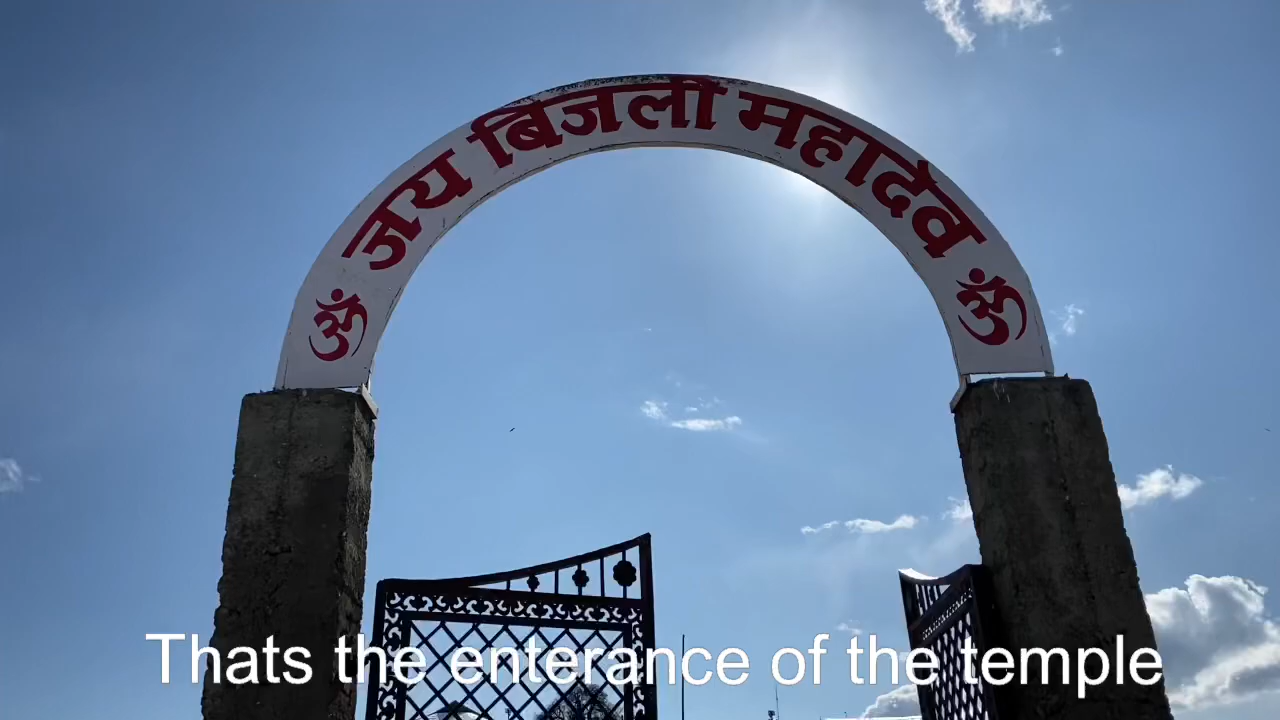 ॐ जय बिजली महादेव ॐ
Thats the enterance of the temple